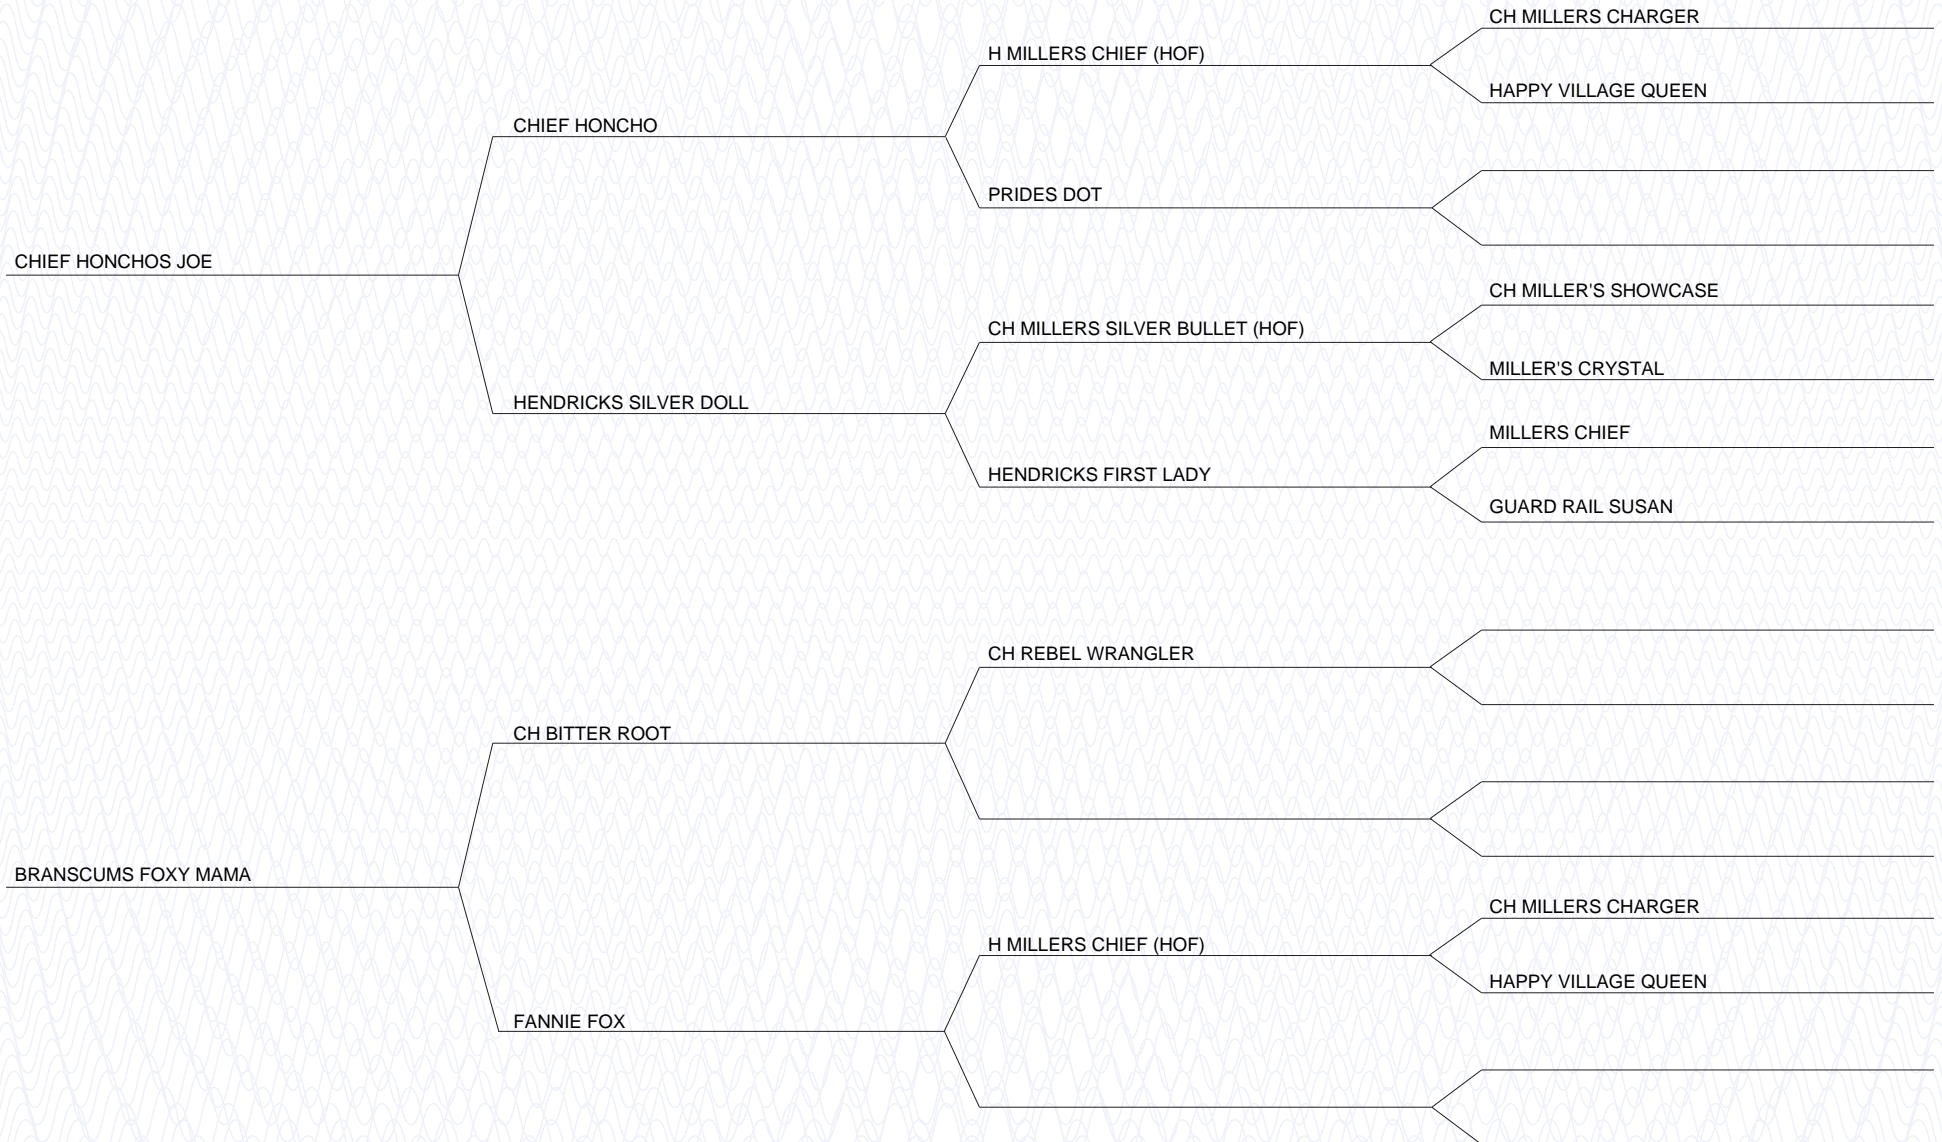 CH MILLERS CHARGER
H MILLERS CHIEF (HOF)
HAPPY VILLAGE QUEEN
CHIEF HONCHO
PRIDES DOT
CHIEF HONCHOS JOE
CH MILLER'S SHOWCASE
CH MILLERS SILVER BULLET (HOF)
MILLER'S CRYSTAL
HENDRICKS SILVER DOLL
MILLERS CHIEF
HENDRICKS FIRST LADY
GUARD RAIL SUSAN
CH REBEL WRANGLER
CH BITTER ROOT
BRANSCUMS FOXY MAMA
CH MILLERS CHARGER
H MILLERS CHIEF (HOF)
HAPPY VILLAGE QUEEN
FANNIE FOX